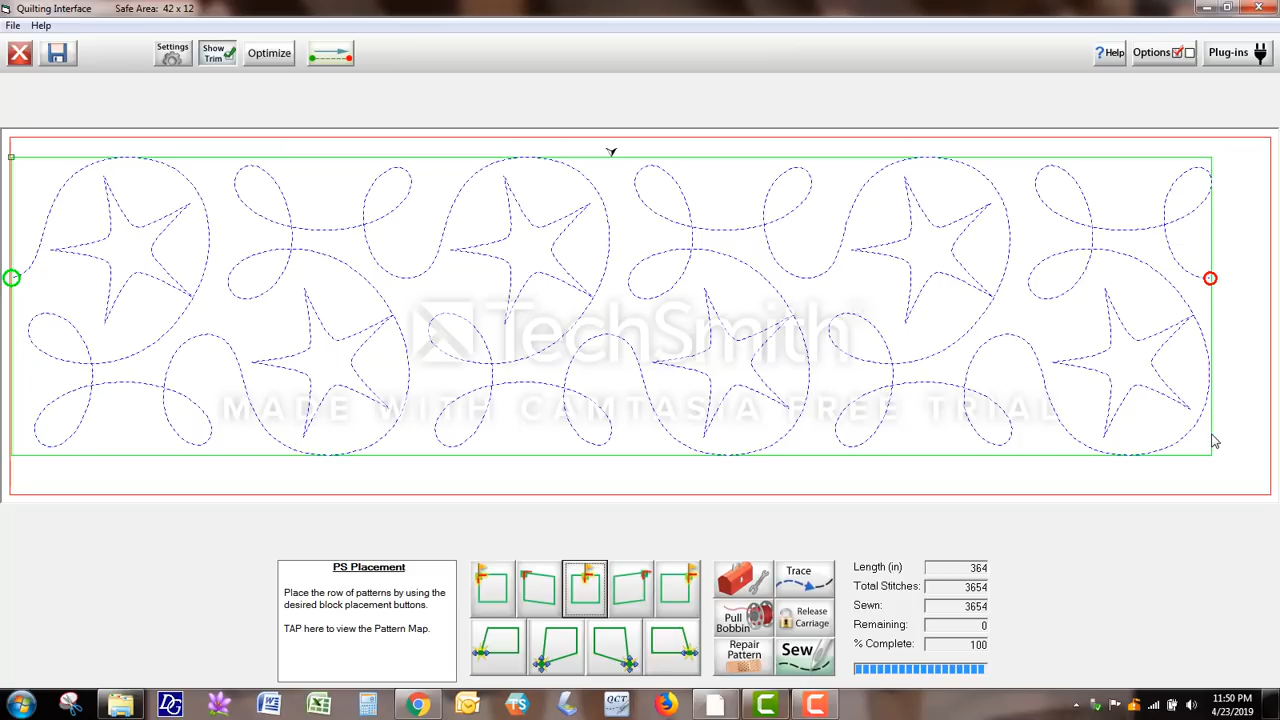 Quilting Interface Safe Area: 42 x 12
File Help
Settings
Show Trim
Optimize
?Help
Options
Plug-ins
TechSmith
MADE WITH CAMTASIA FREE TRIAL
PS Placement
Place the row of patterns by using the
desired block placement buttons.
TAP here to view the Pattern Map.
Trace
Pull
Bobbin
Release
Carriage
Repair
Pattern
Sew
Length (in) 364
Total Stitches: 3654
Sewn: 3654
Remaining: 0
% Complete: 100
DG
TS
QCT
11:50 PM
4/23/2019